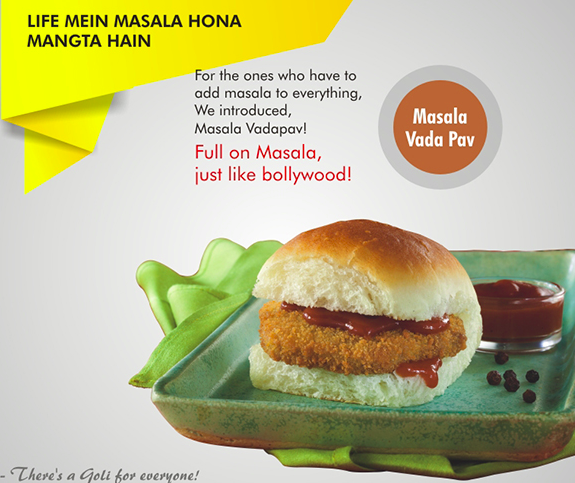 LIFE MEIN MASALA HONA
MANGTA HAIN
For the ones who have to
add masala to everything,
We introduced,
Masala Vadapav!
Full on Masala,
just like bollywood!
Masala
Vada Pav
- There's a Goli for everyone!